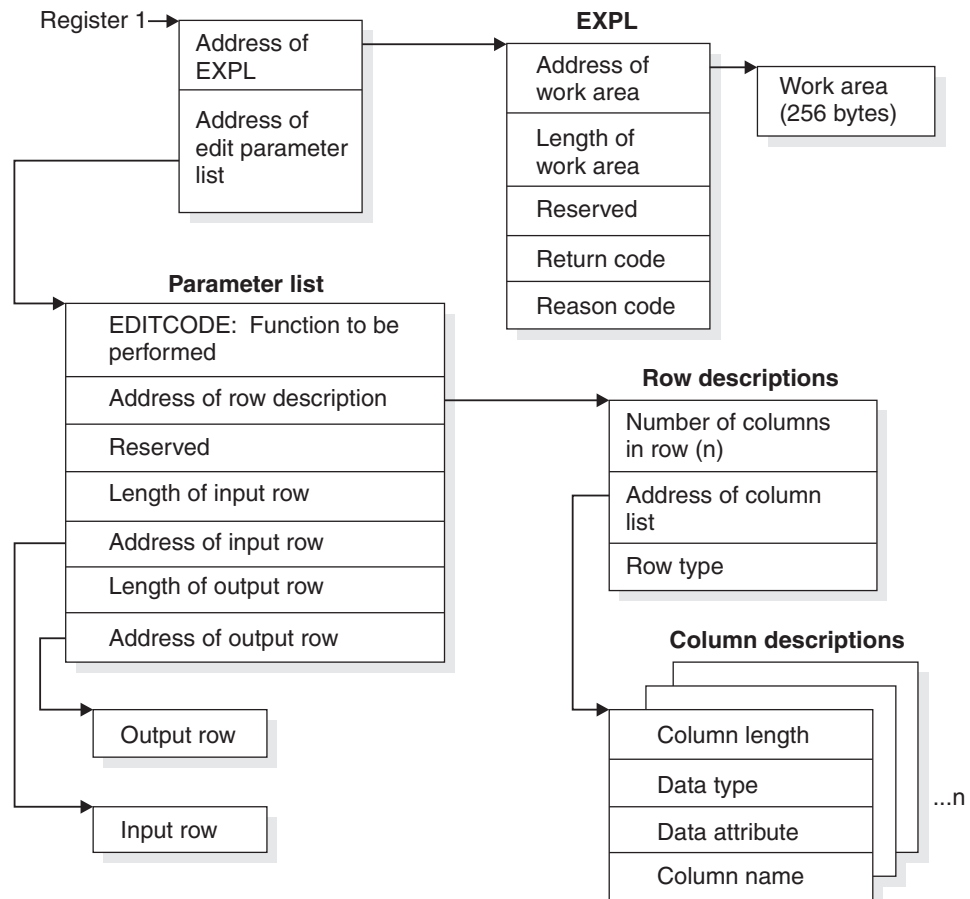 Register 1
Address of
EXPL
Address of
edit parameter
list
EXPL
Address of
work area
Length of
work area
Reserved
Return code
Reason code
Work area
(256 bytes)
Parameter list
EDITCODE: Function to be
performed
Address of row description
Reserved
Length of input row
Address of input row
Length of output row
Address of output row
Row descriptions
Number of columns
in row (n)
Address of column
list
Row type
Column descriptions
Column length
Data type
Data attribute
Column name
...n
Output row
Input row